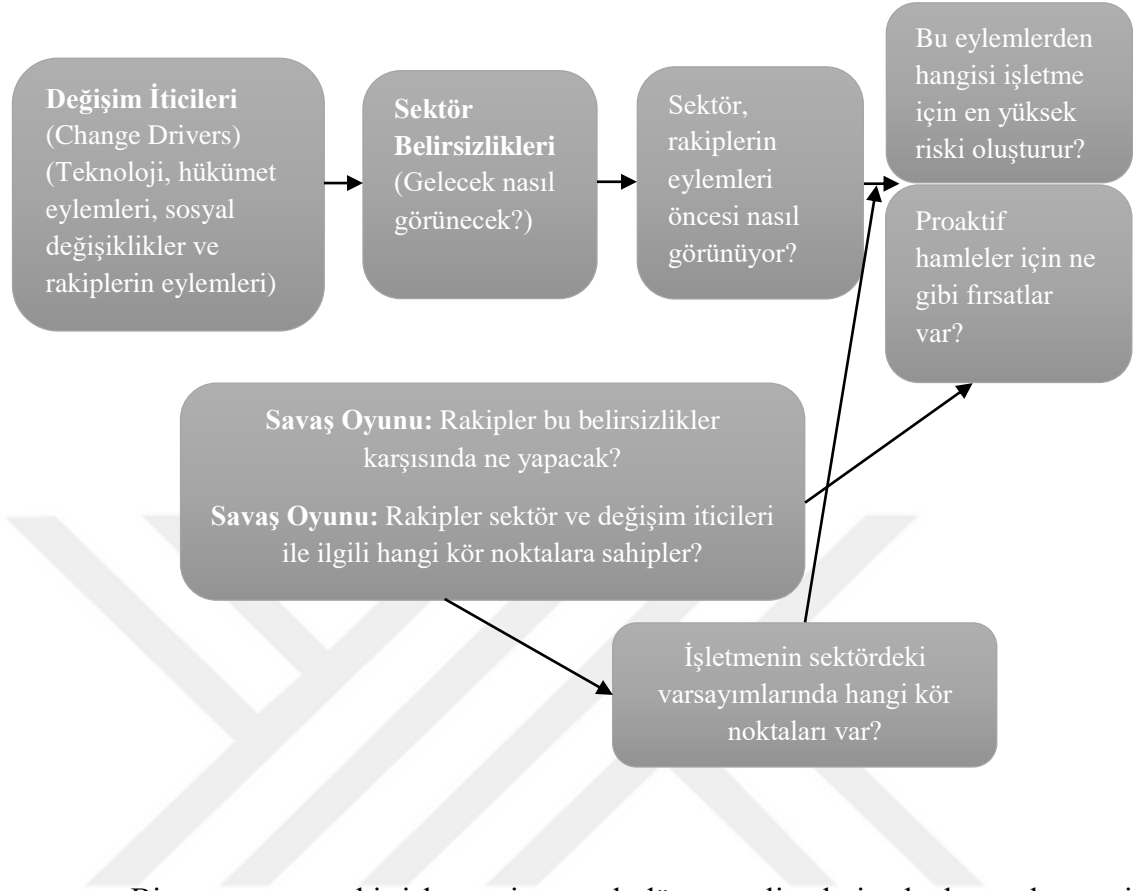 Değişim İticileri
(Change Drivers)
(Teknoloji, hükümet
eylemleri, sosyal
değişiklikler ve
rakiplerin eylemleri)
Sektör
Belirsizlikleri
(Gelecek nasıl
görünecek?)
Sektör,
rakiplerin
eylemleri
öncesi nasıl
görünüyor?
Bu eylemlerden
hangisi işletme
için en yüksek
riski oluşturur?
Proaktif
hamleler için ne
gibi fırsatlar
var?
Savaş Oyunu: Rakipler bu belirsizlikler
karşısında ne yapacak?
Savaş Oyunu: Rakipler sektör ve değişim iticileri
ile ilgili hangi kör noktalara sahipler?
İşletmenin sektördeki
varsayımlarında hangi kör
noktaları var?